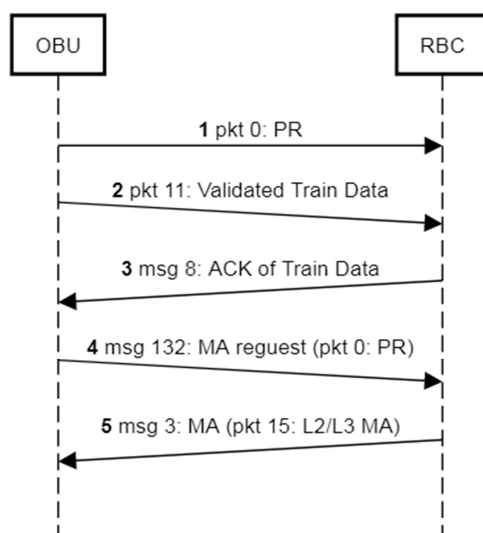 OBU
RBC
1 pkt 0: PR
2 pkt 11: Validated Train Data
3 msg 8: ACK of Train Data
4 msg 132: MA reguest (pkt 0: PR)
5 msg 3: MA (pkt 15: L2/L3 MA)